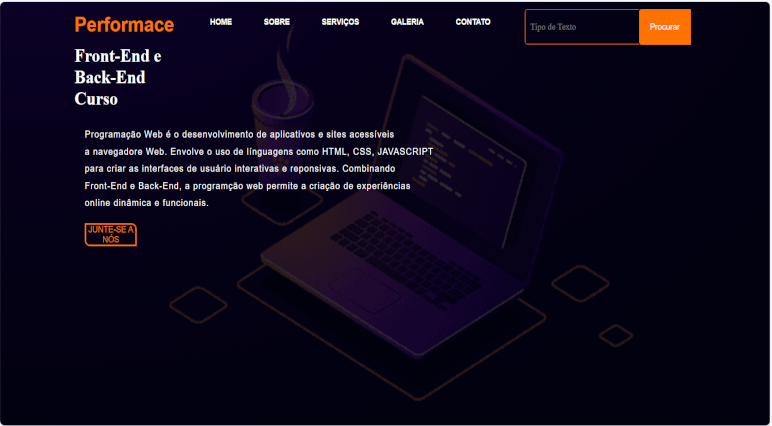 Performace
HOME SOBRE SERVIÇOS GALERIA CONTATO
Tipo de Texto
Procurar
Front-End e
Back-End
Curso
Programação Web é o desenvolvimento de aplicativos e sites acessíveis
a navegadore Web. Envolve o uso de línguagens como HTML, CSS, JAVASCRIPT
para criar as interfaces de usuário interativas e reponsivas. Combinando
Front-End e Back-End, a programção web permite a criação de experiências
online dinâmica e funcionais.
JUNTE-SE A
NÓS